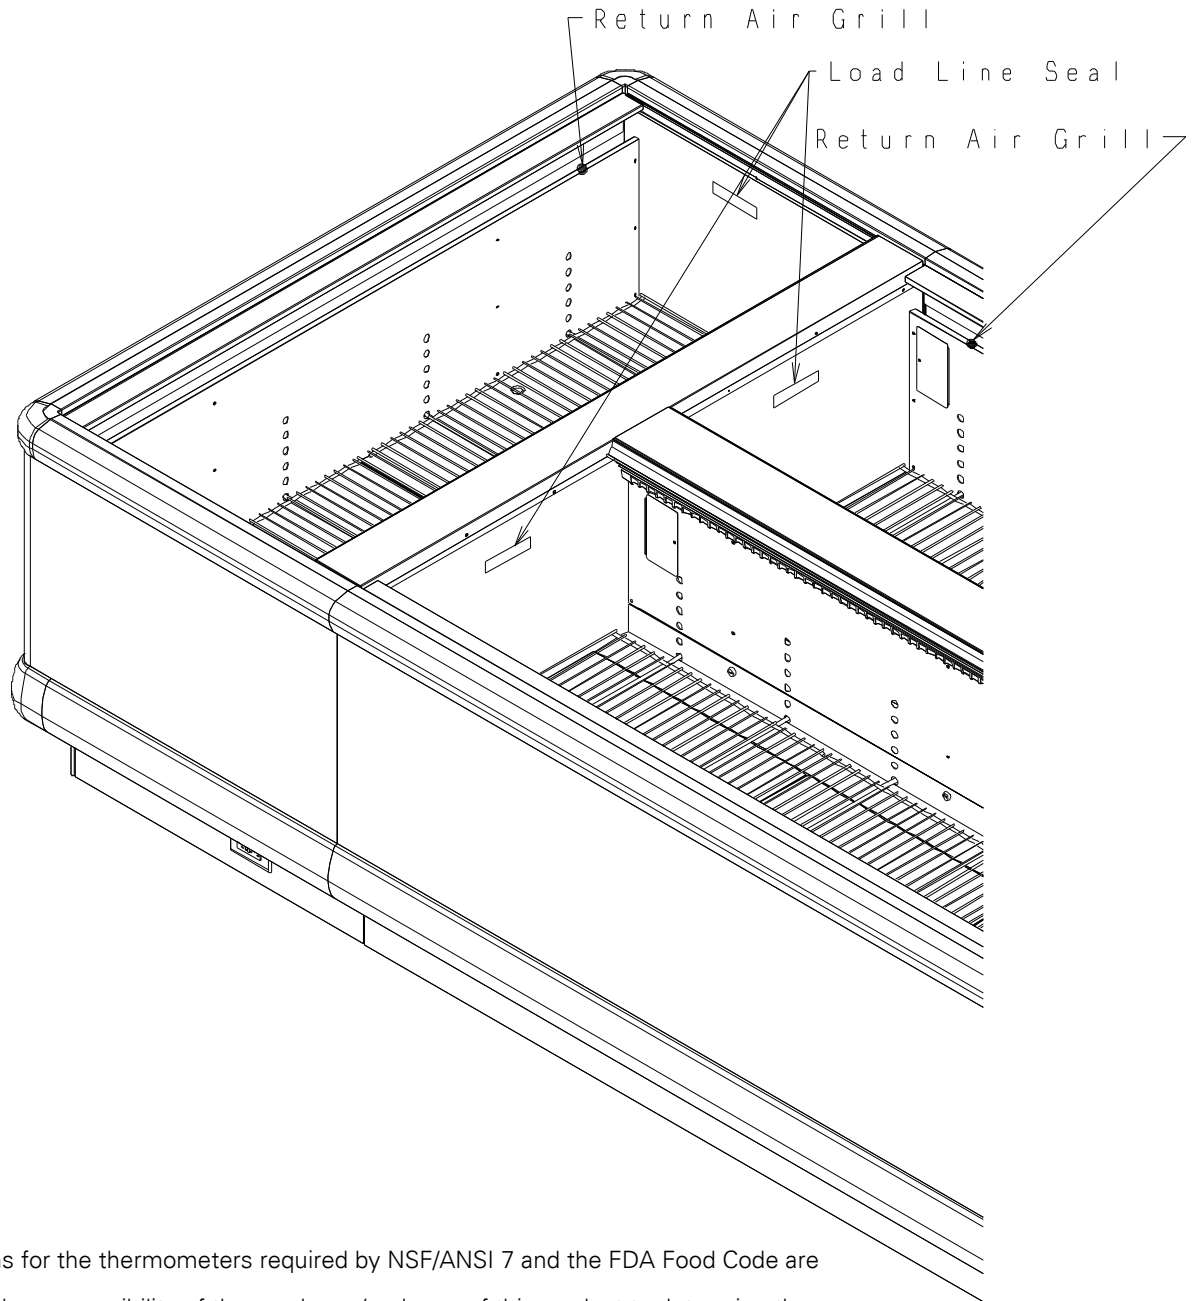 Return Air Grill
Load Line Seal
Return Air Grill
for the thermometers required by NSF/ANSI 7 and the FDA Food Code are